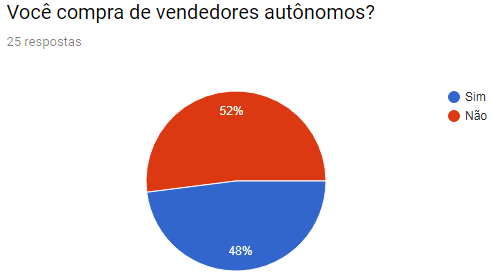 Você compra de vendedores autônomos?
25 respostas
Sim
Não
52%
48%